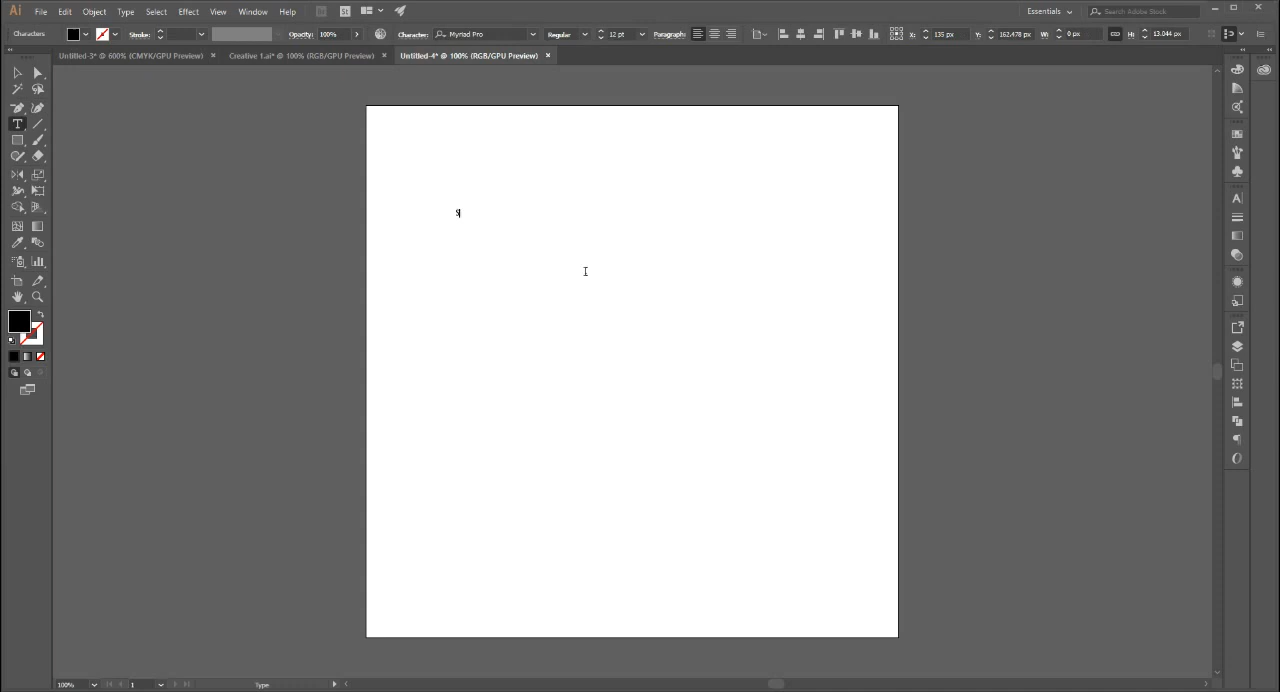 Ai File Edit Object Type Select Effect View Window Help Br St Essentials Search Adobe Stock
Characters Stroke: Opacity: 100% Character: Myriad Pro Regular 12 pt Paragraph: X: 135 px Y: 162.478 px W: 0 px H: 13.044 px
Untitled-3* @ 600% (CMYK/GPU Preview) × Creative 1.ai* @ 100% (RGB/GPU Preview) × Untitled-4* @ 100% (RGB/GPU Preview) ×
100% 1 Type